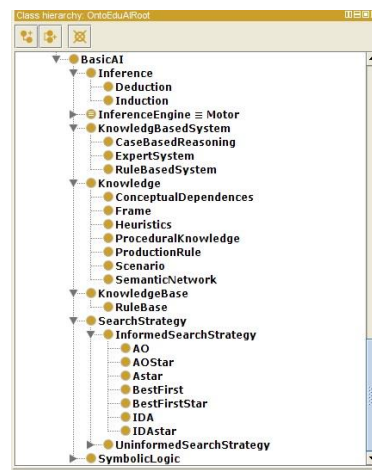 Class hierarchy: OntoEduAIRoot
BasicAI
Inference
Deduction
Induction
InferenceEngine ≡ Motor
KnowledgBasedSystem
CaseBasedReasoning
ExpertSystem
RuleBasedSystem
Knowledge
ConceptualDependences
Frame
Heuristics
ProceduralKnowledge
ProductionRule
Scenario
SemanticNetwork
KnowledgeBase
RuleBase
SearchStrategy
InformedSearchStrategy
AO
AOStar
Astar
BestFirst
BestFirstStar
IDA
IDAstar
UninformedSearchStrategy
SymbolicLogic